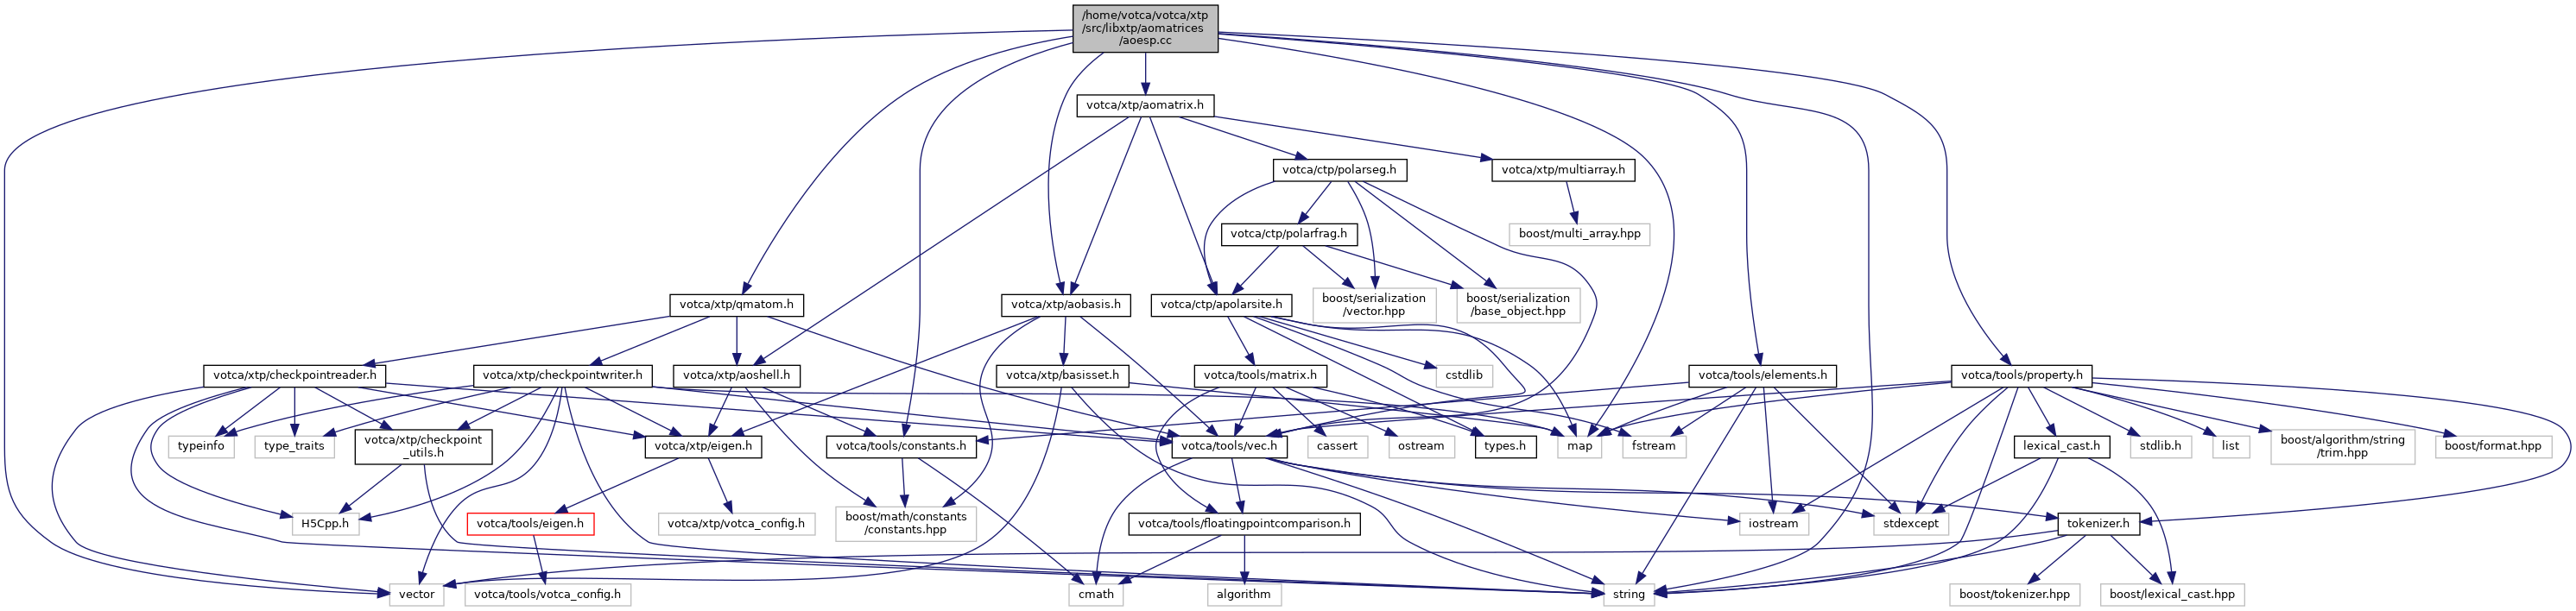 /home/votca/votca/xtp
/src/libxtp/aomatrices
/aoesp.cc
votca/xtp/aomatrix.h
votca/ctp/polarseg.h
votca/xtp/multiarray.h
votca/ctp/polarfrag.h
boost/multi_array.hpp
votca/xtp/qmatom.h
votca/xtp/aobasis.h
votca/ctp/apolarsite.h
boost/serialization
/vector.hpp
boost/serialization
/base_object.hpp
votca/xtp/checkpointreader.h
votca/xtp/checkpointwriter.h
votca/xtp/aoshell.h
votca/xtp/basisset.h
votca/tools/matrix.h
cstdlib
votca/tools/elements.h
votca/tools/property.h
typeinfo
type_traits
votca/xtp/checkpoint
_utils.h
votca/xtp/eigen.h
votca/tools/constants.h
votca/tools/vec.h
cassert
ostream
types.h
map
fstream
lexical_cast.h
stdlib.h
list
boost/algorithm/string
/trim.hpp
boost/format.hpp
H5Cpp.h
votca/tools/eigen.h
votca/xtp/votca_config.h
boost/math/constants
/constants.hpp
votca/tools/floatingpointcomparison.h
iostream
stdexcept
tokenizer.h
vector
votca/tools/votca_config.h
cmath
algorithm
string
boost/tokenizer.hpp
boost/lexical_cast.hpp